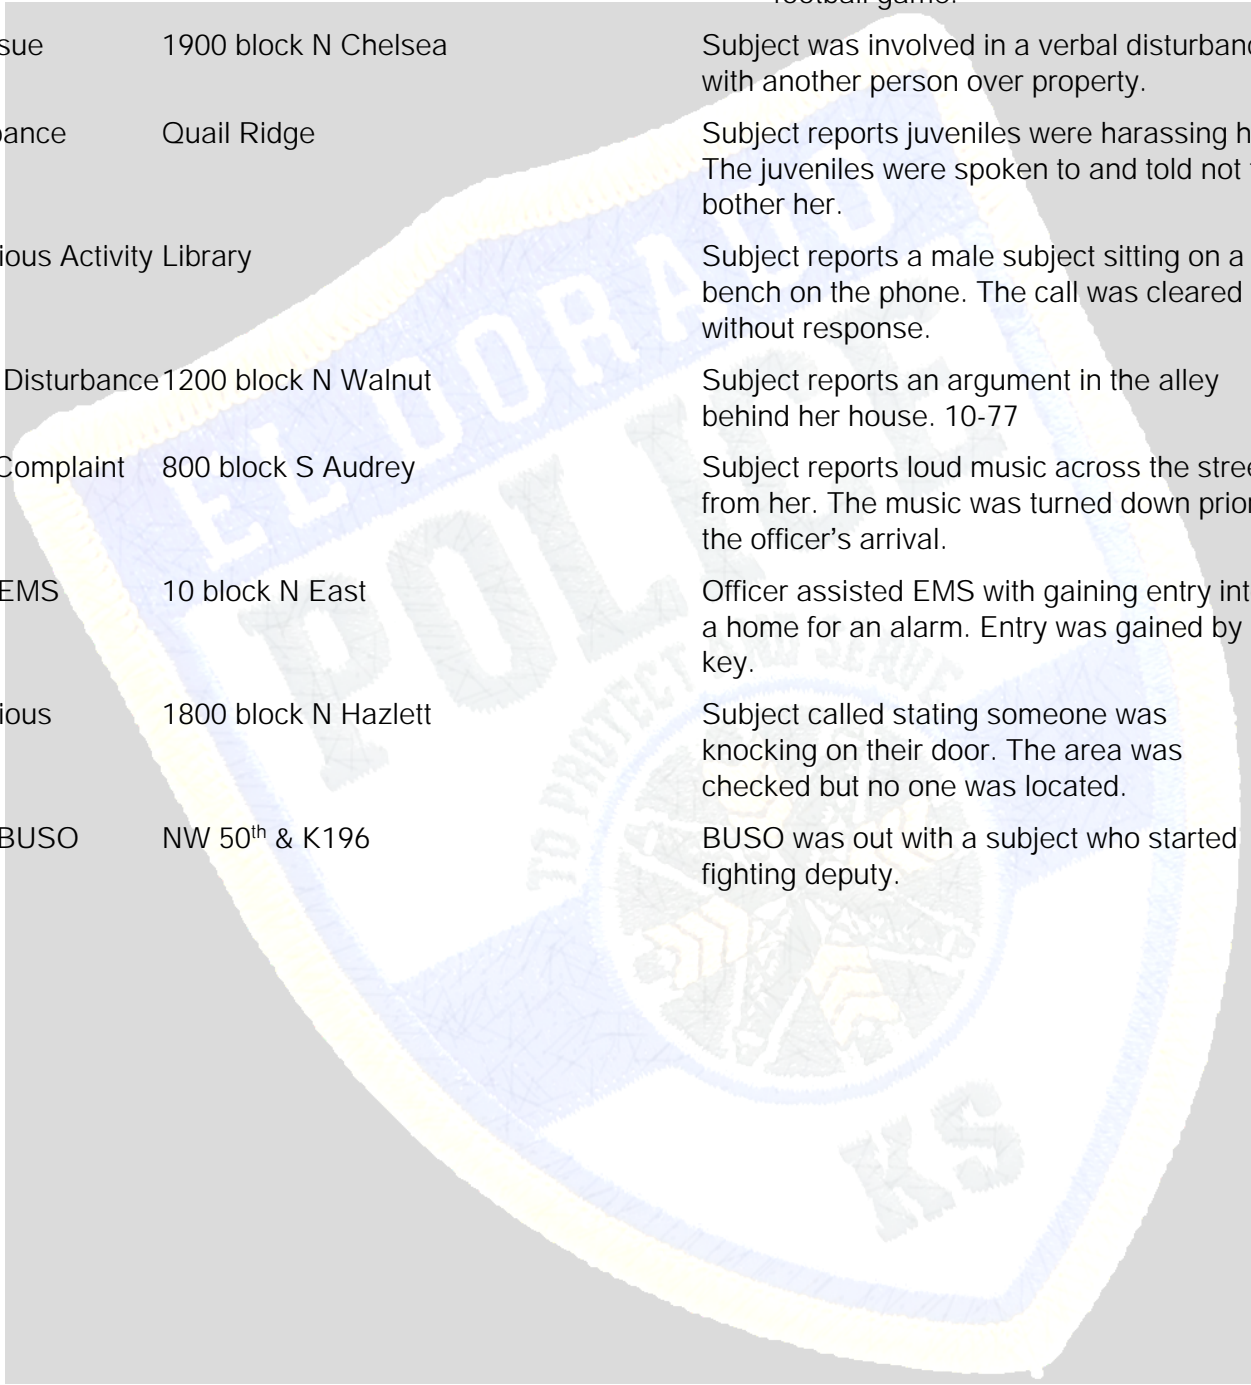 football game.
sue 1900 block N Chelsea Subject was involved in a verbal disturbanc
with another person over property.
bance Quail Ridge Subject reports juveniles were harassing h
The juveniles were spoken to and told not t
bother her.
ious Activity Library Subject reports a male subject sitting on a
bench on the phone. The call was cleared
without response.
Disturbance 1200 block N Walnut Subject reports an argument in the alley
behind her house. 10-77
Complaint 800 block S Audrey Subject reports loud music across the stree
from her. The music was turned down prior
the officer’s arrival.
EMS 10 block N East Officer assisted EMS with gaining entry int
a home for an alarm. Entry was gained by
key.
ious 1800 block N Hazlett Subject called stating someone was
knocking on their door. The area was
checked but no one was located.
BUSO NW 50th & K196 BUSO was out with a subject who started
fighting deputy.
EL DORADO
POLICE
TO PROTECT AND SERVE
KS